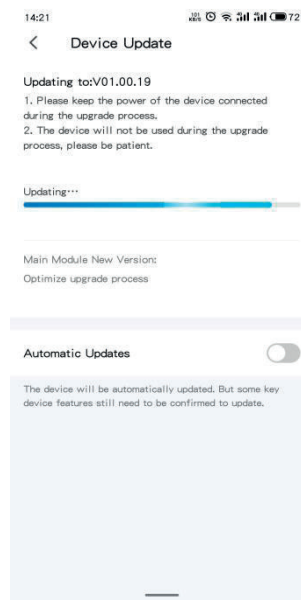 14:21
101 KB/S
72
Device Update
Updating to:V01.00.19
1. Please keep the power of the device connected
during the upgrade process.
2. The device will not be used during the upgrade
process, please be patient.
Updating···
Main Module New Version:
Optimize upgrade process
Automatic Updates
The device will be automatically updated. But some key
device features still need to be confirmed to update.